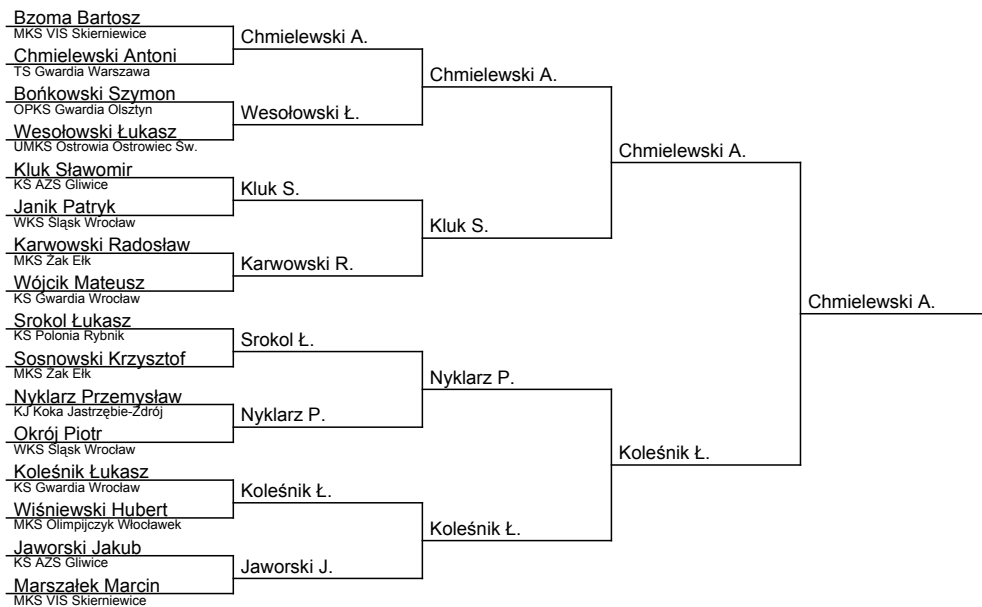 Bzoma Bartosz
MKS VIS Skierniewice
Chmielewski Antoni
TS Gwardia Warszawa
Bońkowski Szymon
OPKS Gwardia Olsztyn
Wesołowski Łukasz
UMKS Ostrowia Ostrowiec Św.
Kluk Sławomir
KS AZS Gliwice
Janik Patryk
WKS Śląsk Wrocław
Karwowski Radosław
MKS Żak Ełk
Wójcik Mateusz
KS Gwardia Wrocław
Srokol Łukasz
KS Polonia Rybnik
Sosnowski Krzysztof
MKS Żak Ełk
Nyklarz Przemysław
KJ Koka Jastrzębie-Zdrój
Okrój Piotr
WKS Śląsk Wrocław
Koleśnik Łukasz
KS Gwardia Wrocław
Wiśniewski Hubert
MKS Olimpijczyk Włocławek
Jaworski Jakub
KS AZS Gliwice
Marszałek Marcin
MKS VIS Skierniewice
Chmielewski A.
Wesołowski Ł.
Kluk S.
Karwowski R.
Srokol Ł.
Nyklarz P.
Koleśnik Ł.
Jaworski J.
Chmielewski A.
Kluk S.
Nyklarz P.
Koleśnik Ł.
Chmielewski A.
Koleśnik Ł.
Chmielewski A.